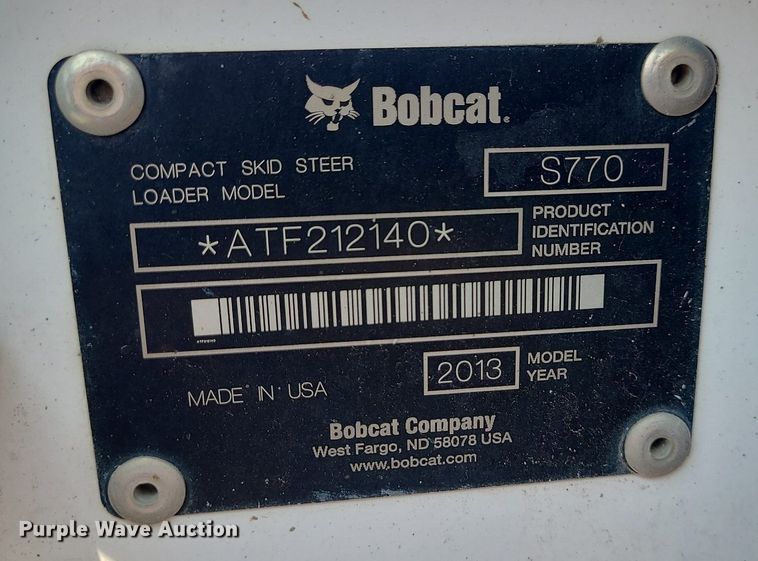 Bobcat.
COMPACT SKID STEER
LOADER MODEL
S770
*ATF212140*
PRODUCT
IDENTIFICATION
NUMBER
2013
MODEL
YEAR
MADE IN USA
Bobcat Company
West Fargo, ND 58078 USA
www.bobcat.com
Purple Wave Auction